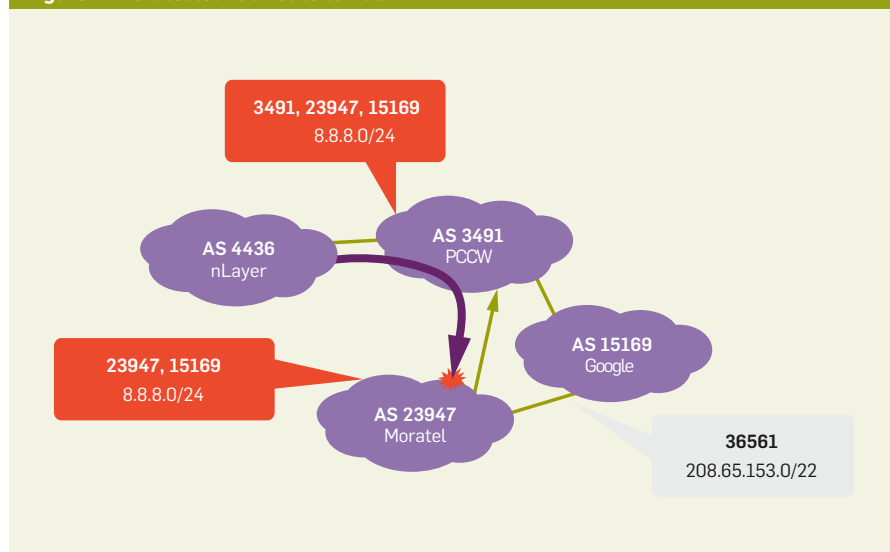 3491, 23947, 15169
8.8.8.0/24
AS 4436
nLayer
AS 3491
PCCW
AS 15169
Google
23947, 15169
8.8.8.0/24
AS 23947
Moratel
36561
208.65.153.0/22